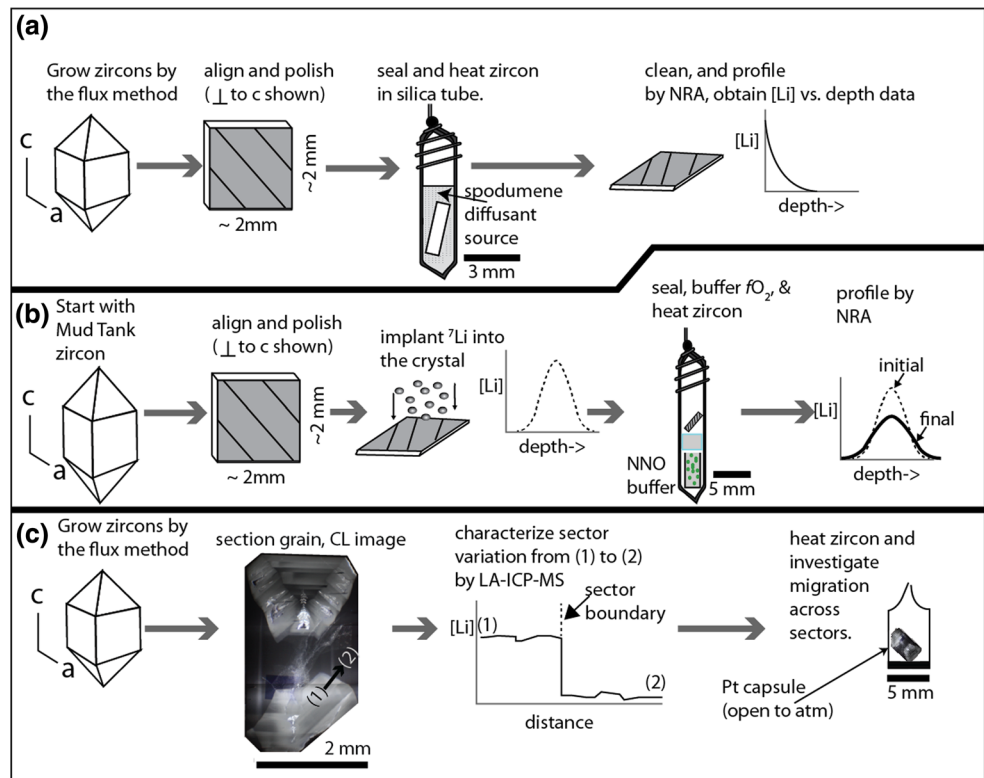 (a)
Grow zircons by
the flux method
c
a
align and polish
(⊥ to c shown)
~2 mm
~ 2mm
seal and heat zircon
in silica tube.
spodumene
diffusant
source
3 mm
clean, and profile
by NRA, obtain [Li] vs. depth data
[Li]
depth->
(b)
Start with
Mud Tank
zircon
c
a
align and polish
(⊥ to c shown)
~2 mm
~ 2mm
implant ⁷Li into
the crystal
[Li]
depth->
seal, buffer fO₂, &
heat zircon
NNO
buffer
5 mm
profile by
NRA
initial
[Li]
final
depth->
(c)
Grow zircons by
the flux method
c
a
section grain, CL image
(1)
(2)
2 mm
characterize sector
variation from (1) to (2)
by LA-ICP-MS
sector
boundary
[Li]
(1)
(2)
distance
heat zircon and
investigate
migration
across
sectors.
Pt capsule
(open to atm)
5 mm